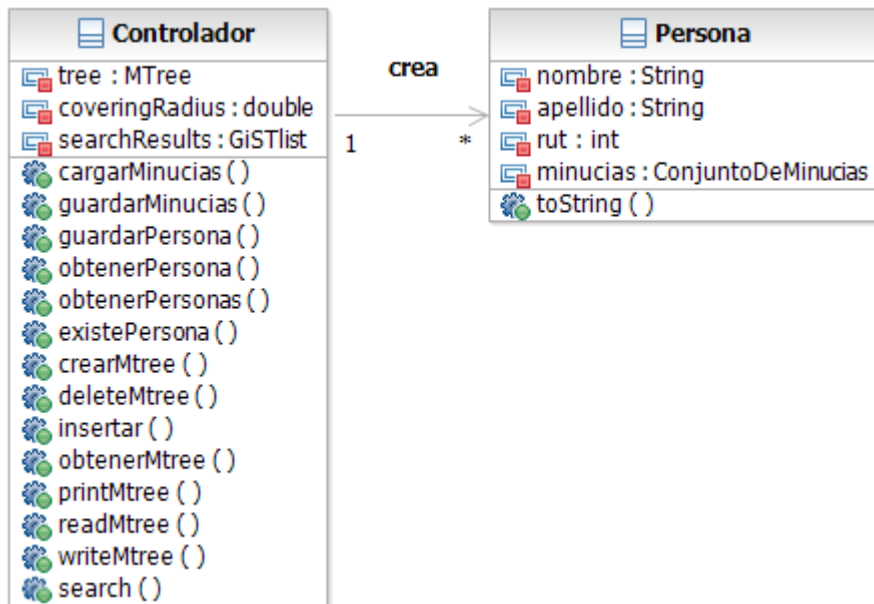 Controlador
tree : MTree
coveringRadius : double
searchResults : GiSTlist
cargarMinucias ( )
guardarMinucias ( )
guardarPersona ( )
obtenerPersona ( )
obtenerPersonas ( )
existePersona ( )
crearMtree ( )
deleteMtree ( )
insertar ( )
obtenerMtree ( )
printMtree ( )
readMtree ( )
writeMtree ( )
search ( )
crea
1 *
Persona
nombre : String
apellido : String
rut : int
minucias : ConjuntoDeMinucias
toString ( )